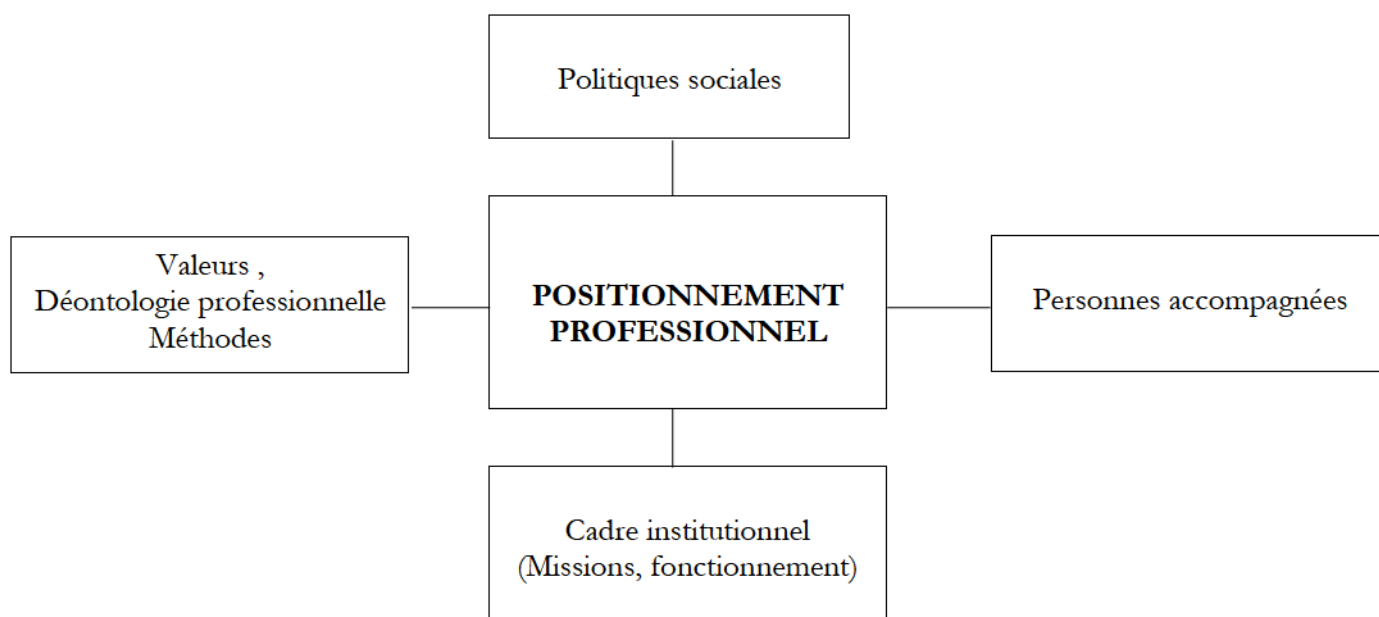 Politiques sociales
Valeurs ,
Déontologie professionnelle
Méthodes
POSITIONNEMENT
PROFESSIONNEL
Personnes accompagnées
Cadre institutionnel
(Missions, fonctionnement)